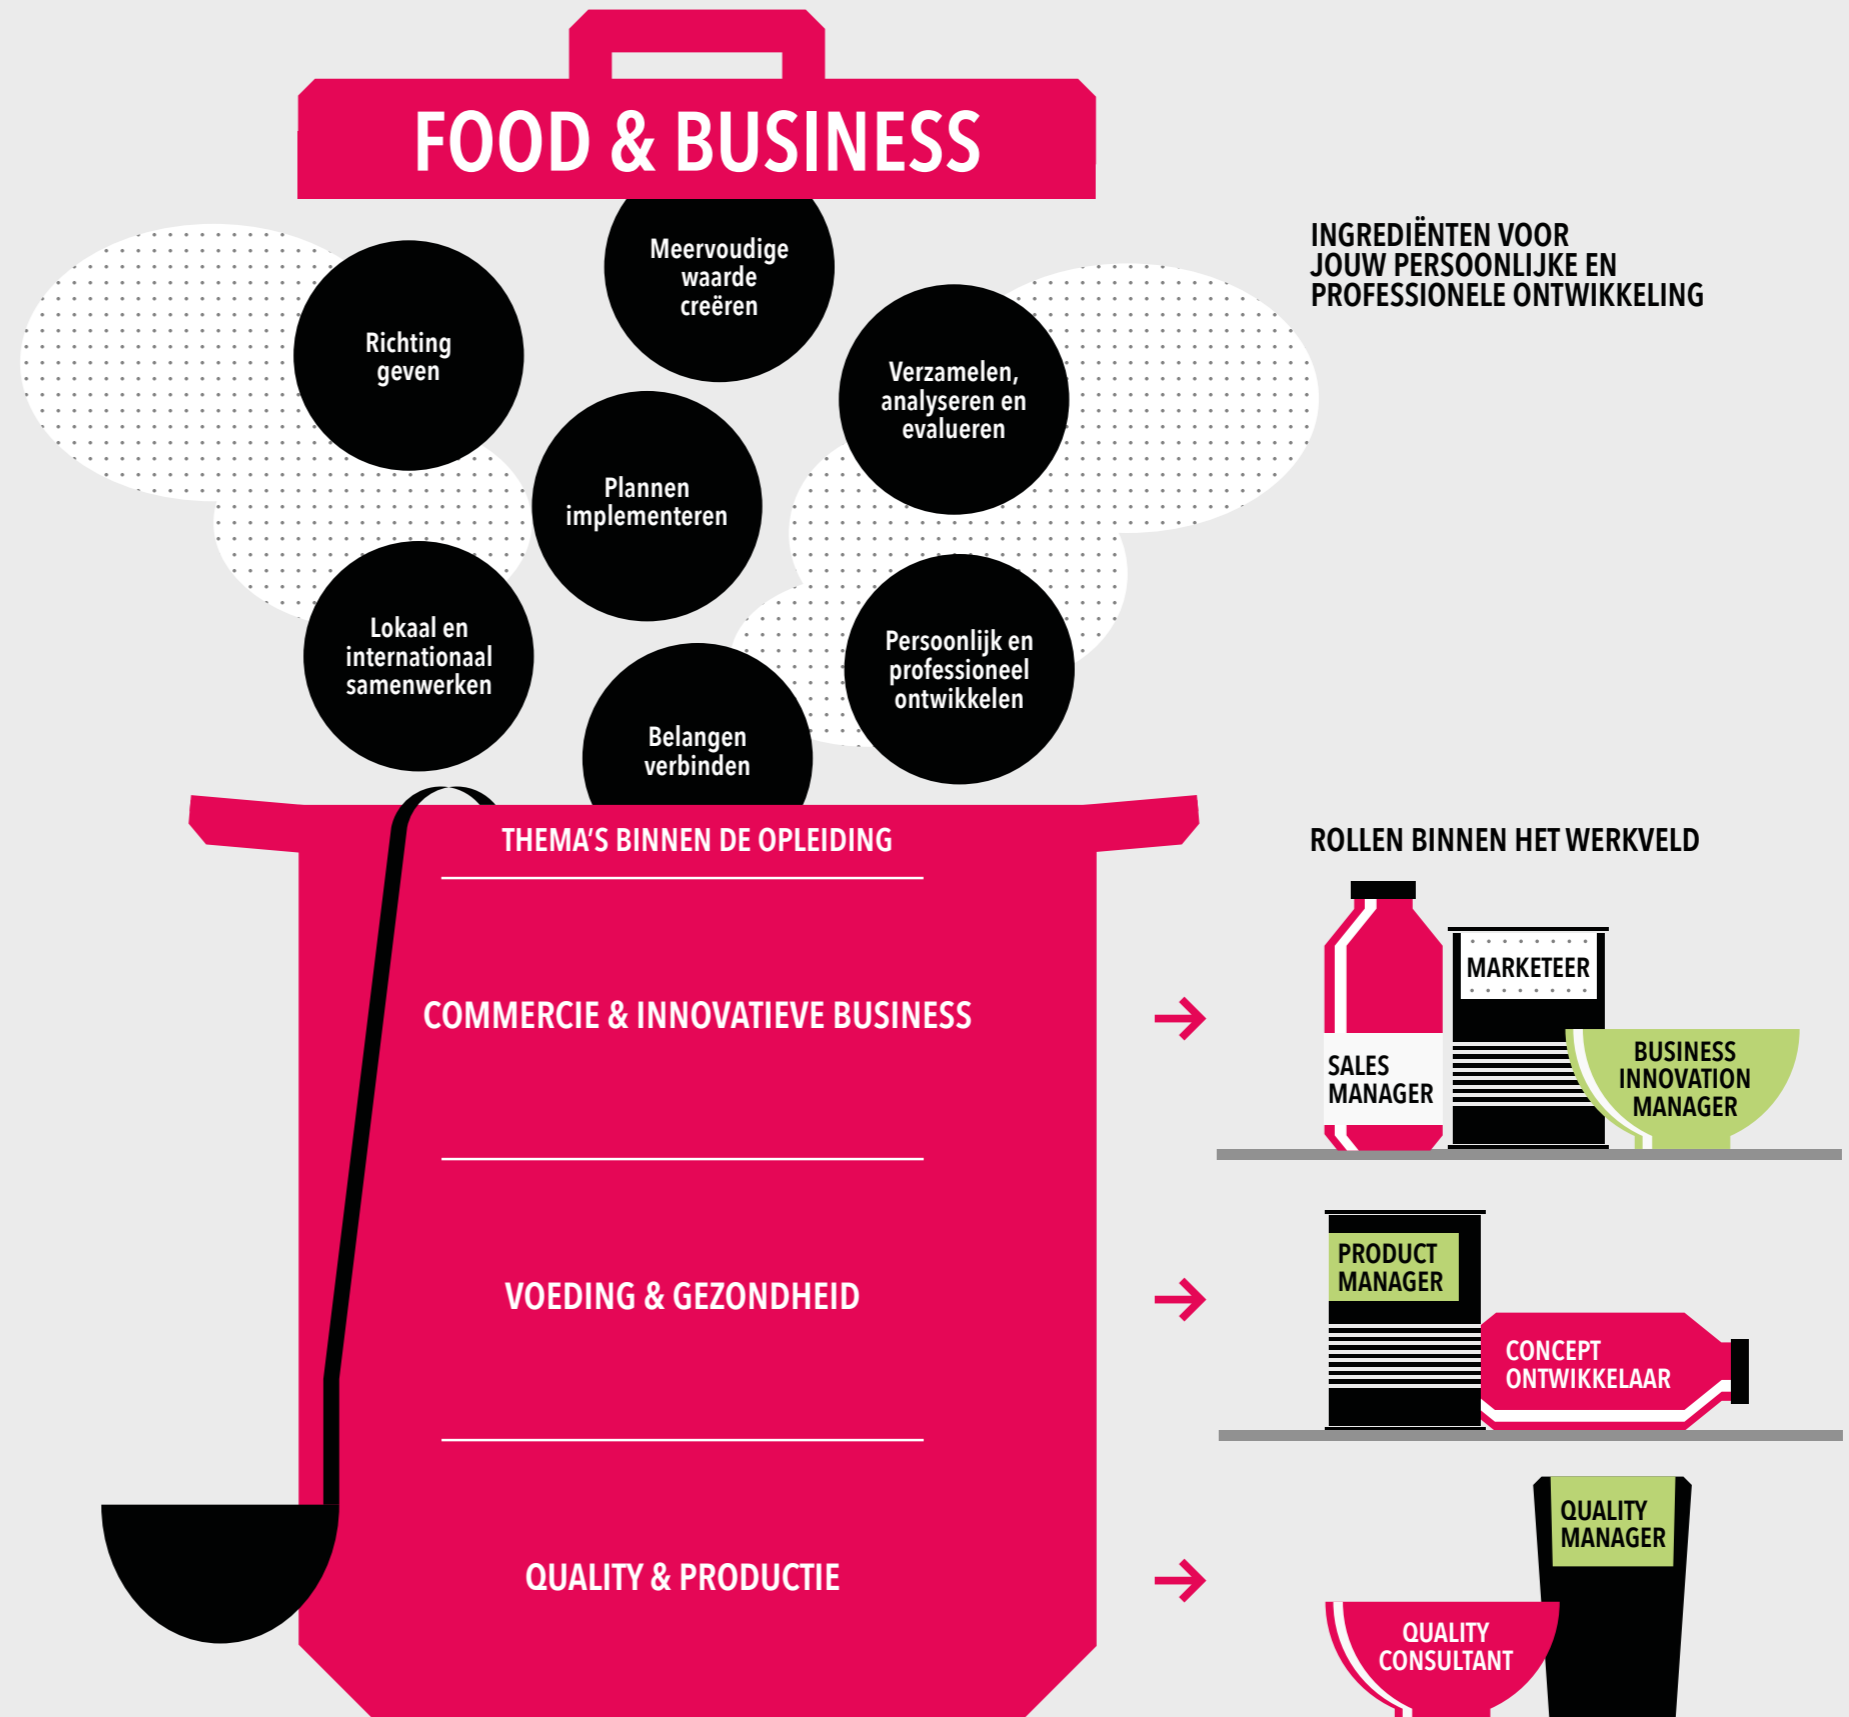 FOOD & BUSINESS
INGREDIËNTEN VOOR
JOUW PERSOONLIJKE EN
PROFESSIONELE ONTWIKKELING
Meervoudige
waarde
creëren
Richting
geven
Verzamelen,
analyseren en
evalueren
Plannen
implementeren
Lokaal en
internationaal
samenwerken
Persoonlijk en
professioneel
ontwikkelen
Belangen
verbinden
THEMA'S BINNEN DE OPLEIDING
ROLLEN BINNEN HET WERKVELD
COMMERCIE & INNOVATIEVE BUSINESS
SALES
MANAGER
MARKETEER
BUSINESS
INNOVATION
MANAGER
VOEDING & GEZONDHEID
PRODUCT
MANAGER
CONCEPT
ONTWIKKELAAR
QUALITY & PRODUCTIE
QUALITY
MANAGER
QUALITY
CONSULTANT